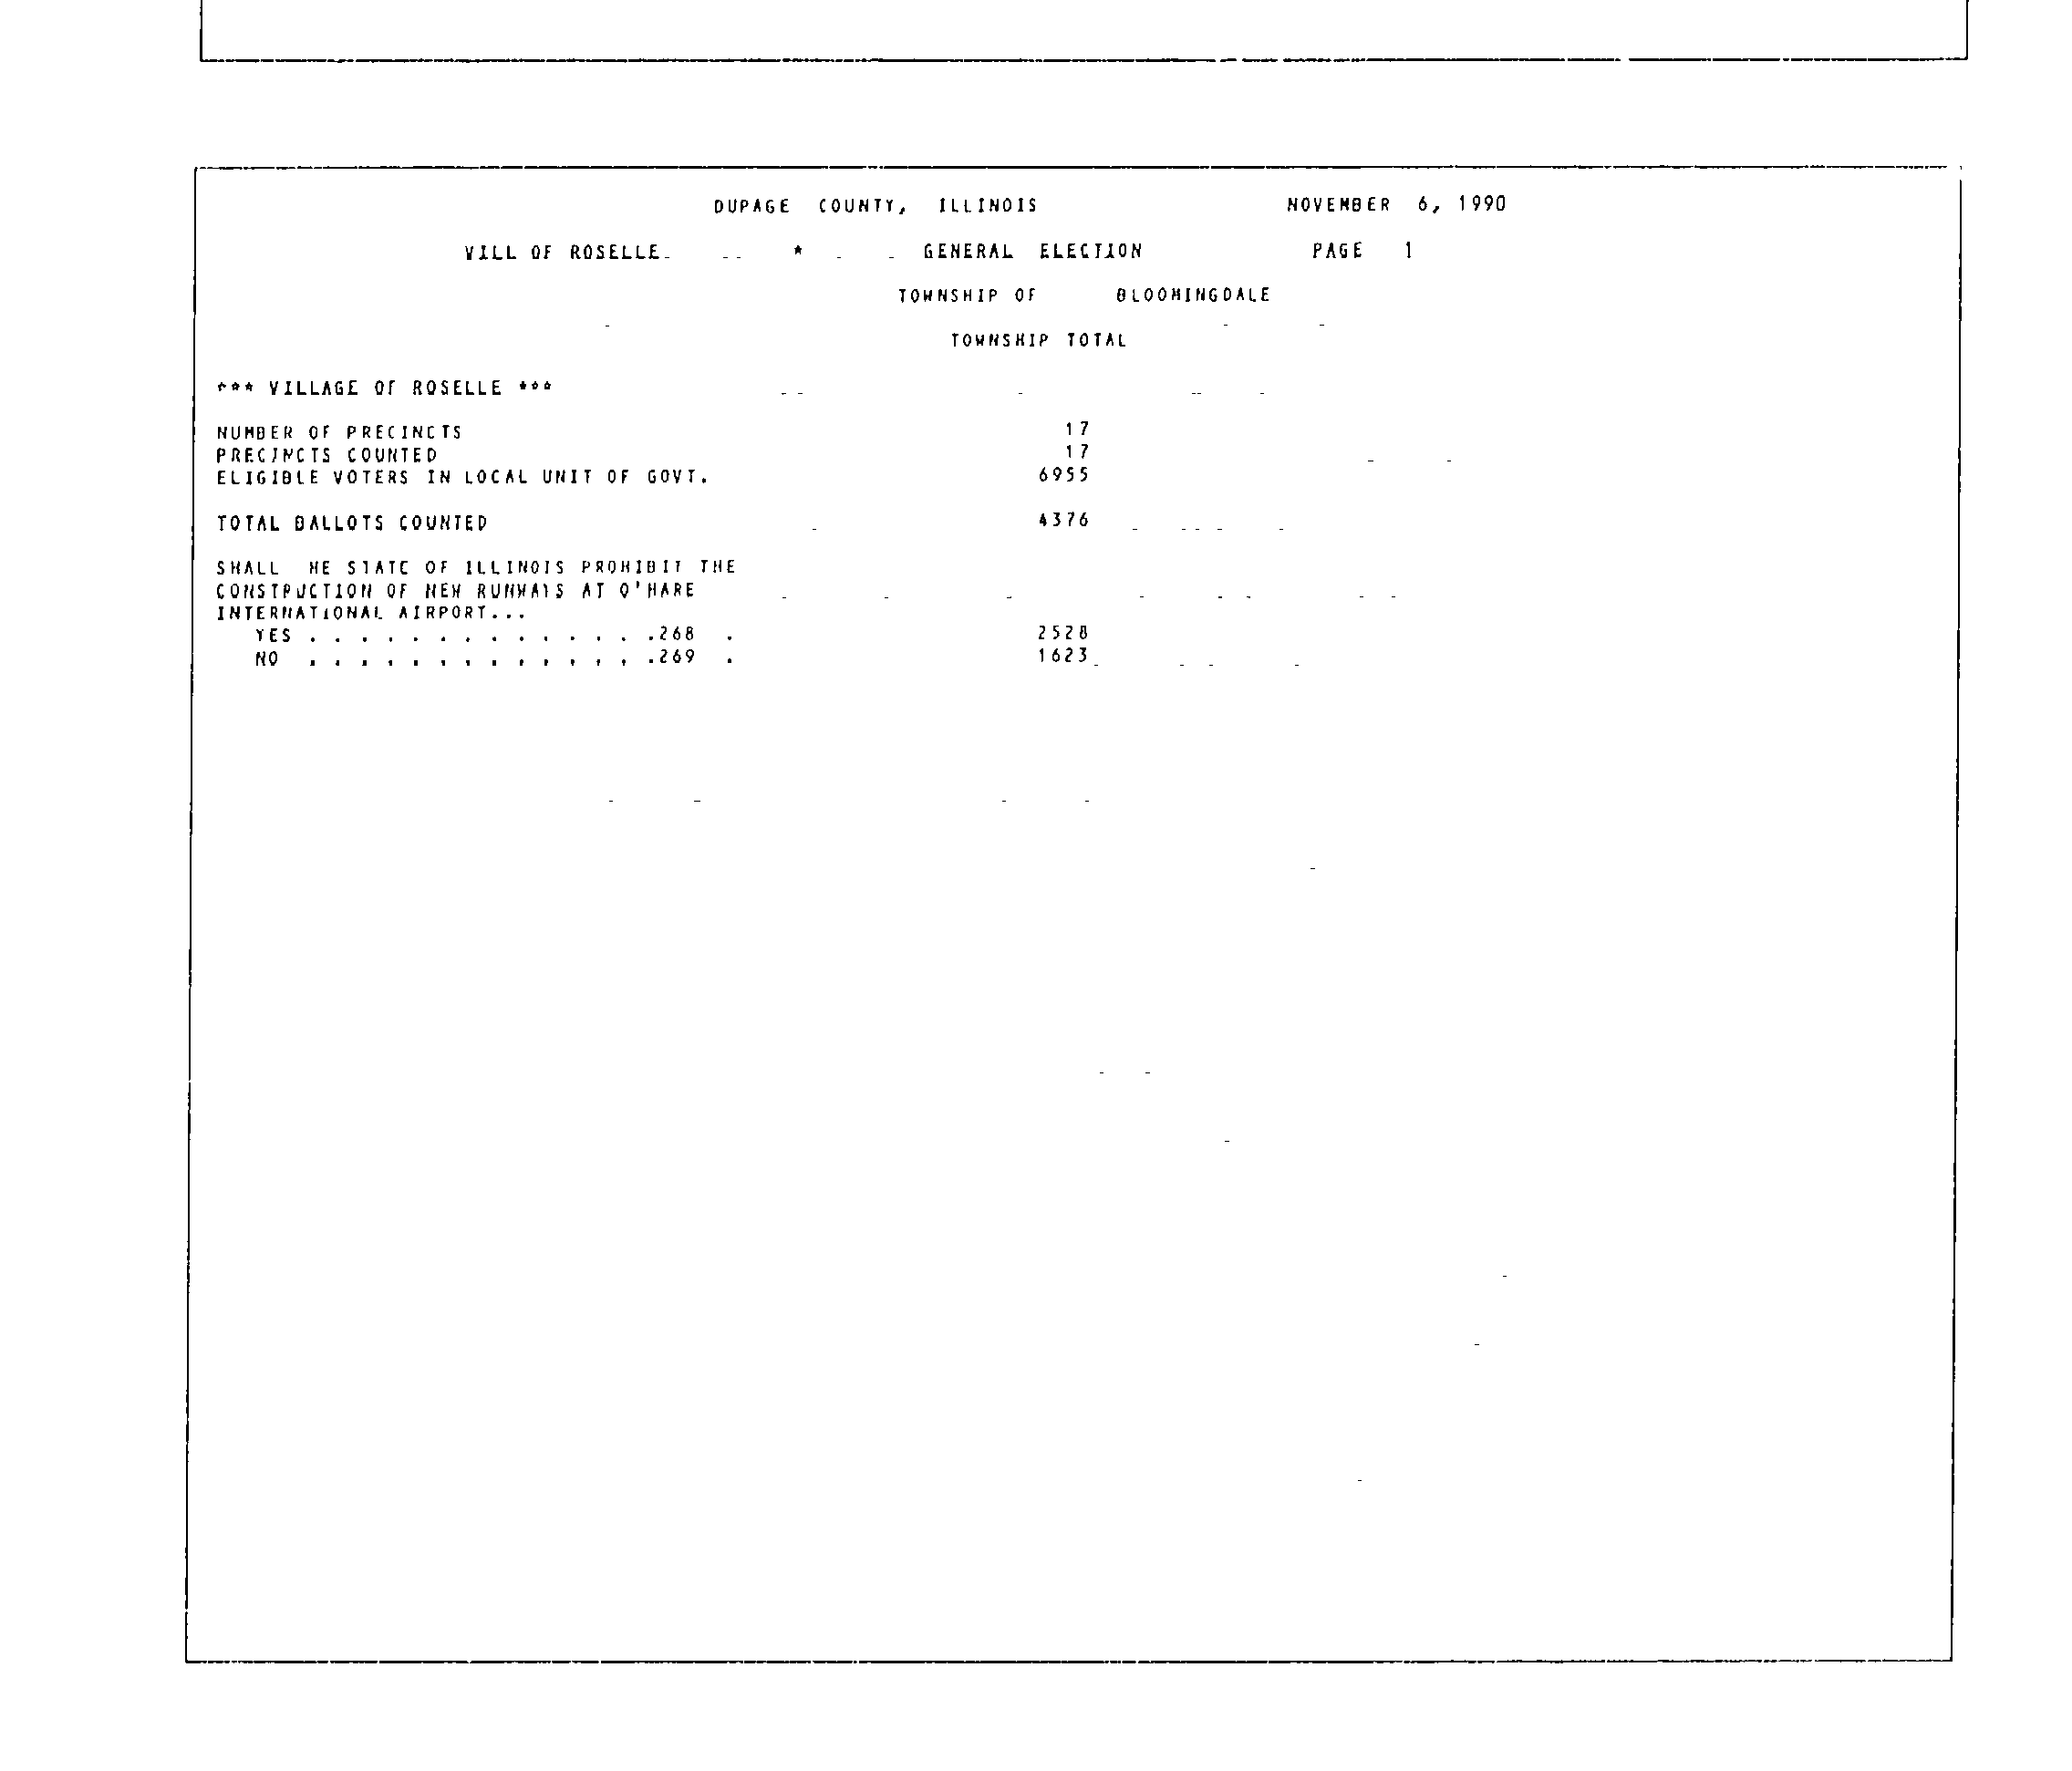 DUPAGE COUNTY, ILLINOIS NOVEMBER 6, 1990
VILL OF ROSELLE * GENERAL ELECTION PAGE 1
TOWNSHIP OF BLOOMINGDALE
TOWNSHIP TOTAL
*** VILLAGE OF ROSELLE ***
NUMBER OF PRECINCTS 17
PRECINCTS COUNTED 17
ELIGIBLE VOTERS IN LOCAL UNIT OF GOVT. 6955
TOTAL BALLOTS COUNTED 4376
SHALL HE STATE OF ILLINOIS PROHIBIT THE
CONSTRUCTION OF NEW RUNWAYS AT O'HARE
INTERNATIONAL AIRPORT...
YES . . . . . . . . . . . . . .268 . 2528
NO . . . . . . . . . . . . . .269 . 1623